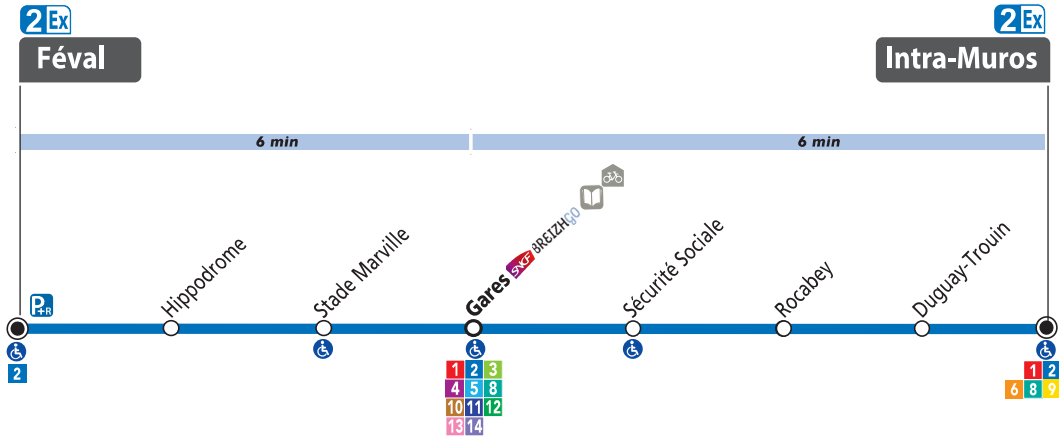 2 Ex
Féval
2 Ex
Intra-Muros
6 min
6 min
P+R
Hippodrome
Stade Marville
Gares SNCF BREIZHGO
Sécurité Sociale
Rocabey
Duguay-Trouin
2
1 2 3
4 5 8
10 11 12
13 14
1 2
6 8 9